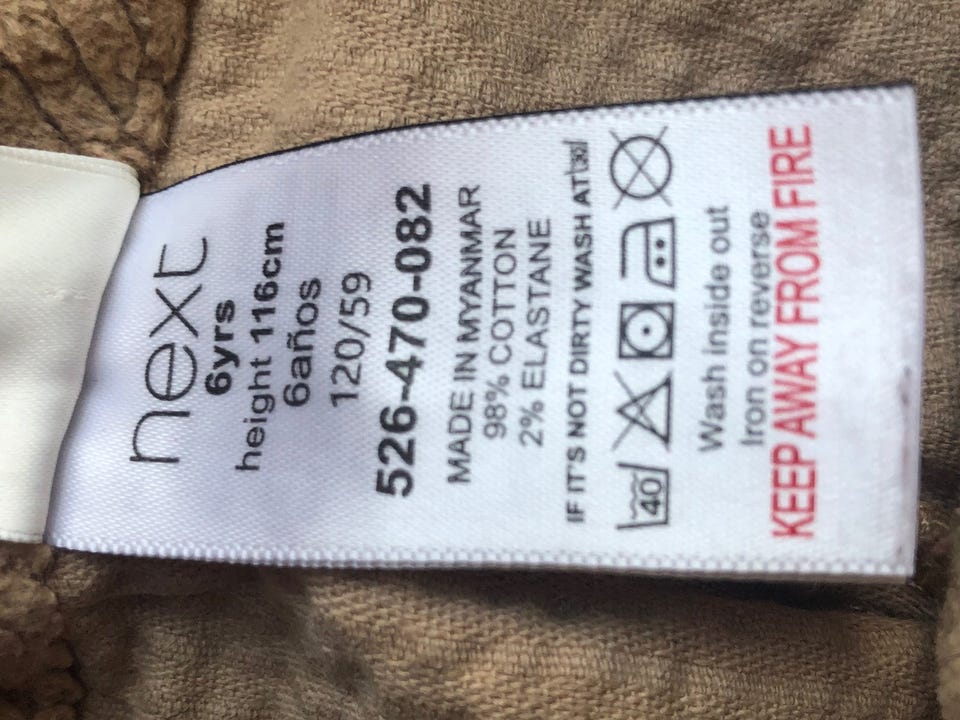 next
6yrs
height 116cm
6años
120/59
526-470-082
MADE IN MYANMAR
98% COTTON
2% ELASTANE
IF IT'S NOT DIRTY WASH AT 30
40
Wash inside out
Iron on reverse
KEEP AWAY FROM FIRE